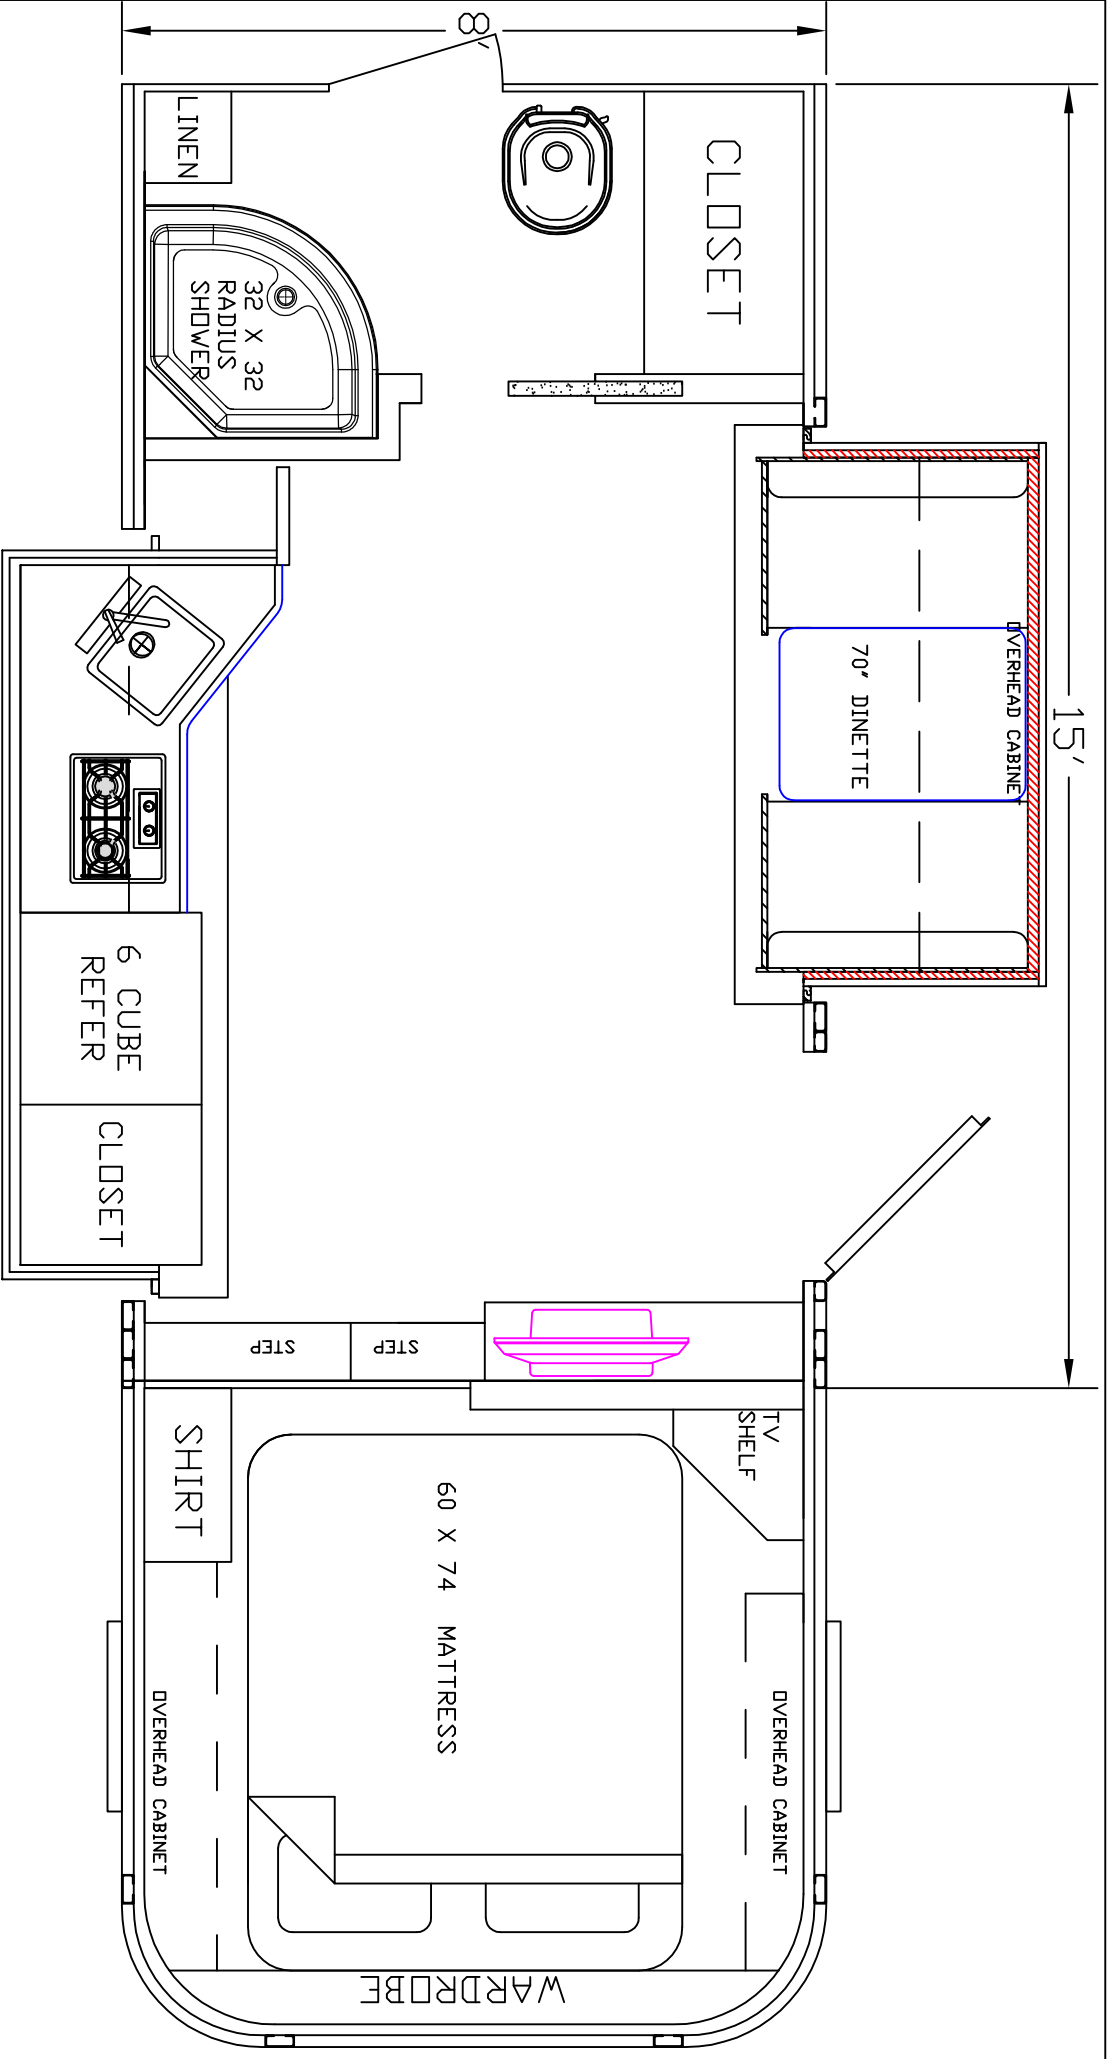 8'
LINEN
CLOSET
32 X 32
RADIUS
SHOWER
15'
OVERHEAD CABINET
70" DINETTE
6 CUBE
REFER
CLOSET
STEP
STEP
TV
SHELF
SHIRT
60 X 74 MATTRESS
OVERHEAD CABINET
OVERHEAD CABINET
WARDROBE